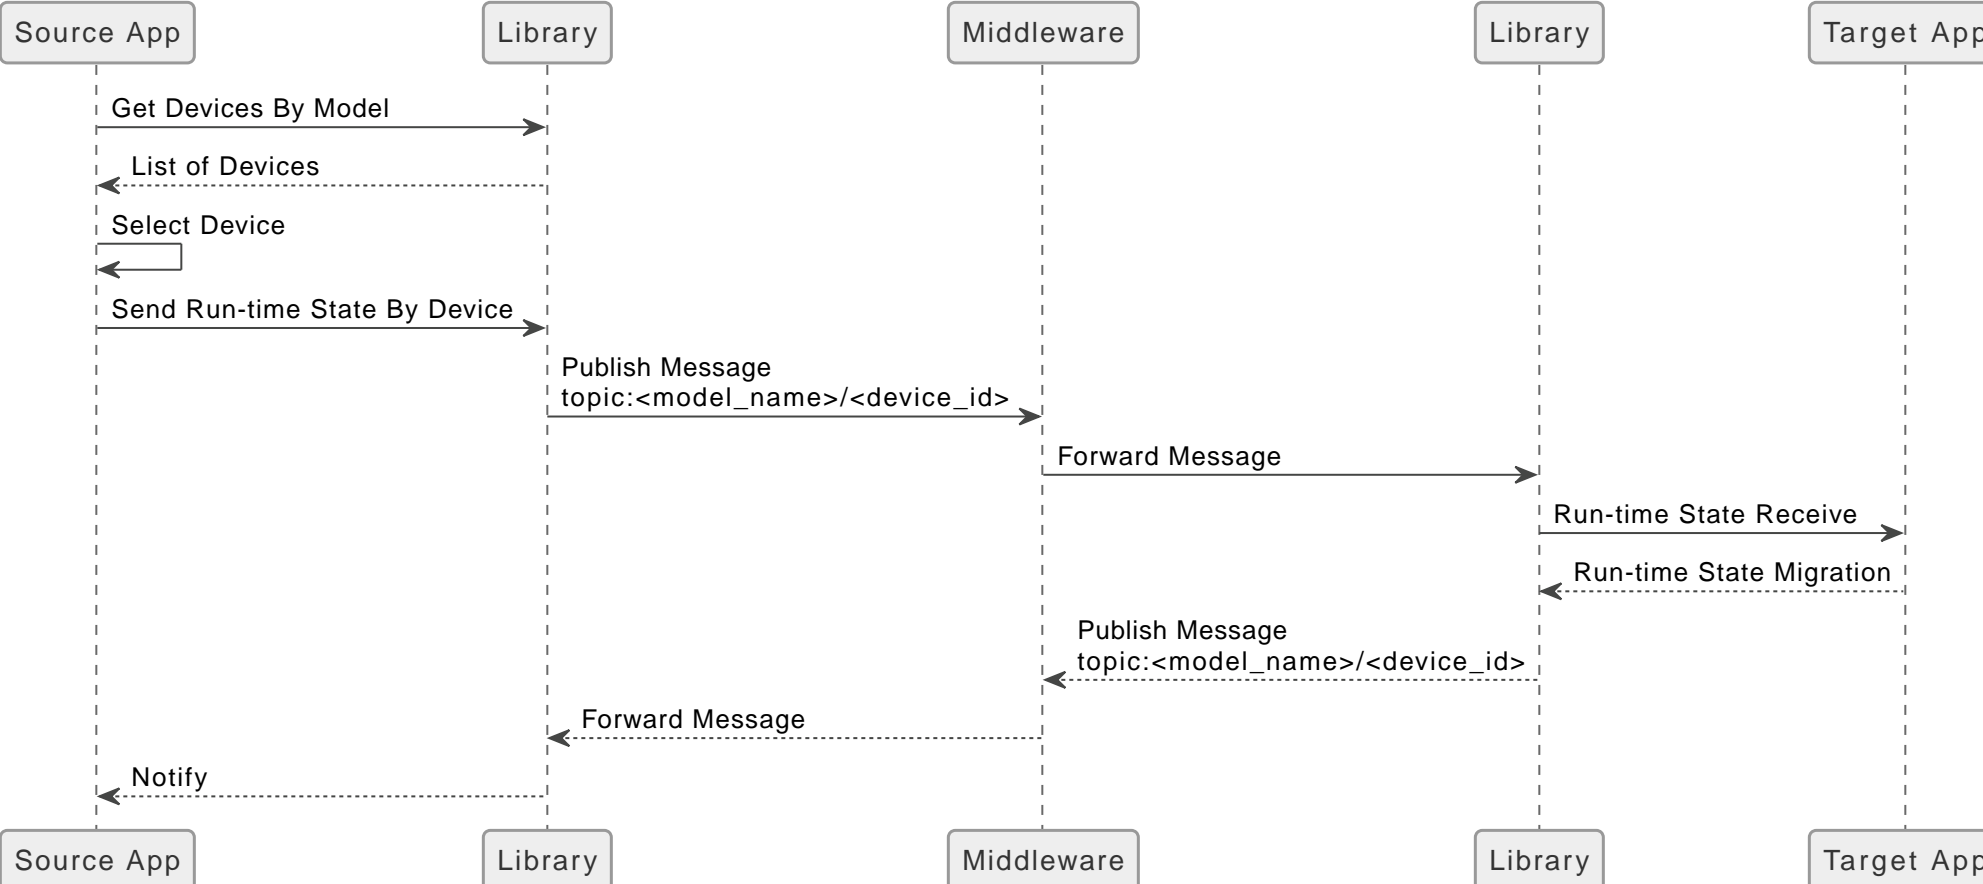 Source App
Library
Middleware
Library
Target App
Get Devices By Model
List of Devices
Select Device
Send Run-time State By Device
Publish Message
topic:<model_name>/<device_id>
Forward Message
Run-time State Receive
Run-time State Migration
Publish Message
topic:<model_name>/<device_id>
Forward Message
Notify
Source App
Library
Middleware
Library
Target App